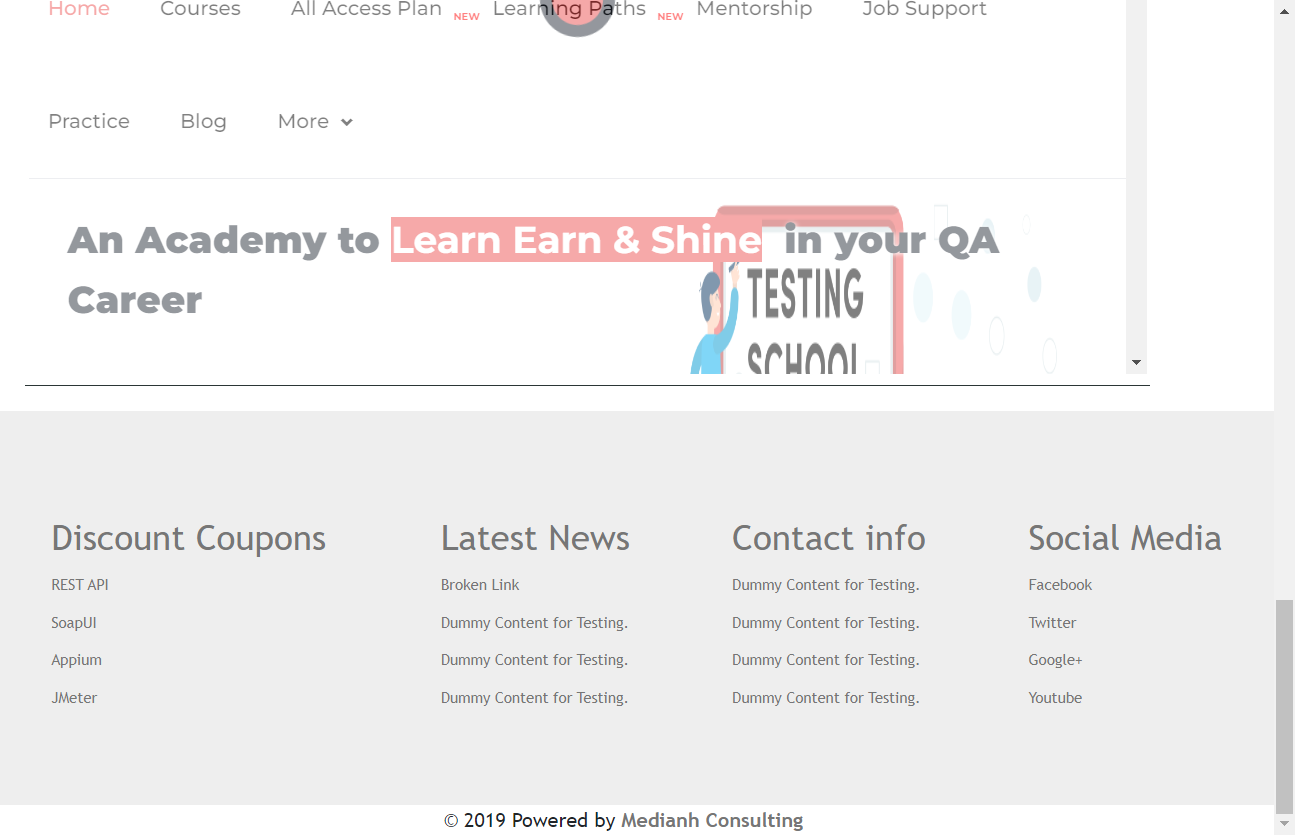 Home Courses All Access Plan NEW Learning Paths NEW Mentorship Job Support
Practice Blog More
An Academy to Learn Earn & Shine in your QA
Career
TESTING
SCHOOL
Discount Coupons
REST API
SoapUI
Appium
JMeter
Latest News
Broken Link
Dummy Content for Testing.
Dummy Content for Testing.
Dummy Content for Testing.
Contact info
Dummy Content for Testing.
Dummy Content for Testing.
Dummy Content for Testing.
Dummy Content for Testing.
Social Media
Facebook
Twitter
Google+
Youtube
© 2019 Powered by Medianh Consulting